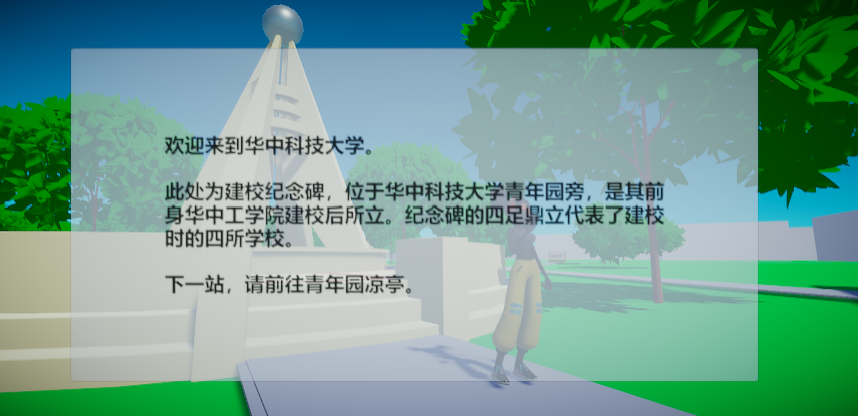 欢迎来到华中科技大学。
此处为建校纪念碑，位于华中科技大学青年园旁，是其前
身华中工学院建校后所立。纪念碑的四足鼎立代表了建校
时的四所学校。
下一站，请前往青年园凉亭。